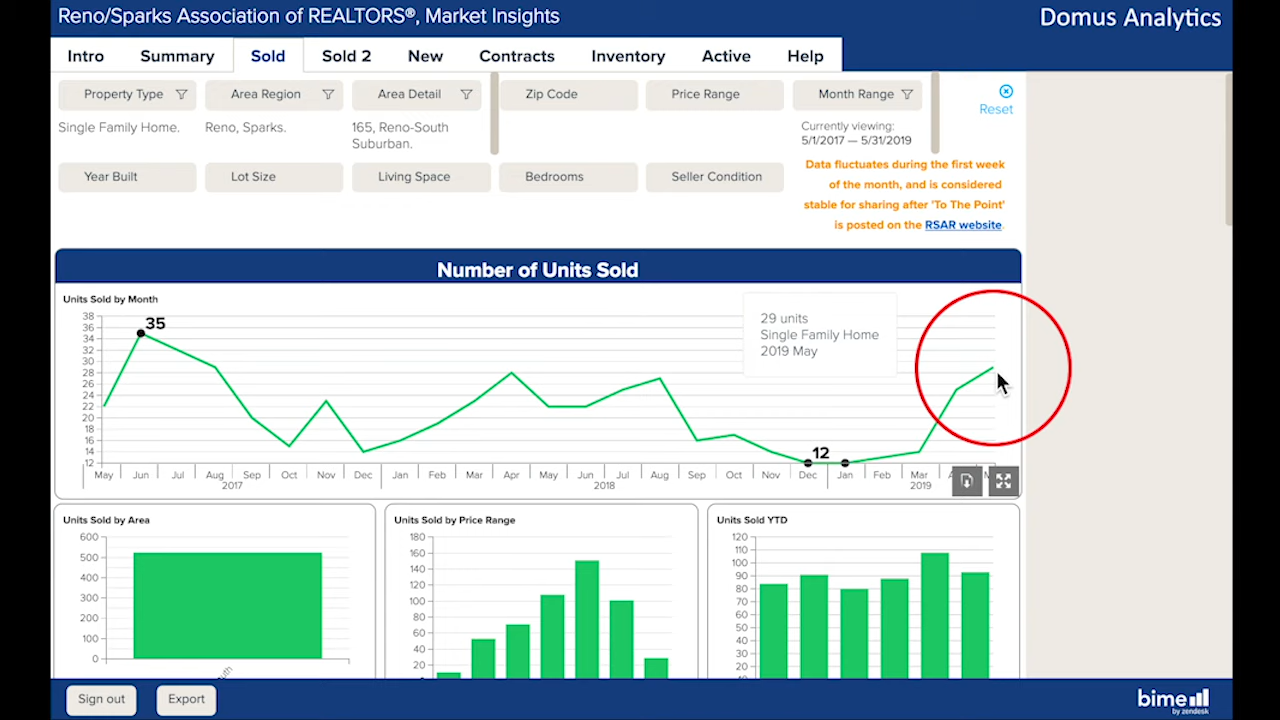 Reno/Sparks Association of REALTORS®, Market Insights
Domus Analytics
Intro Summary Sold Sold 2 New Contracts Inventory Active Help
Property Type Area Region Area Detail Zip Code Price Range Month Range
Reset
Single Family Home. Reno, Sparks. 165, Reno-South
Suburban.
Currently viewing:
5/1/2017 — 5/31/2019
Year Built Lot Size Living Space Bedrooms Seller Condition
Data fluctuates during the first week
of the month, and is considered
stable for sharing after 'To The Point'
is posted on the RSAR website.
Number of Units Sold
Units Sold by Month
38
36
34
32
30
28
26
24
22
20
18
16
14
12
35
12
29 units
Single Family Home
2019 May
May Jun Jul Aug Sep Oct Nov Dec Jan Feb Mar Apr May Jun Jul Aug Sep Oct Nov Dec Jan Feb Mar
2017 2018 2019
Units Sold by Area
600
500
400
300
200
100
0
Units Sold by Price Range
180
160
140
120
100
80
60
40
20
Units Sold YTD
120
110
100
90
80
70
60
50
40
30
20
Sign out Export
bime
by zendesk